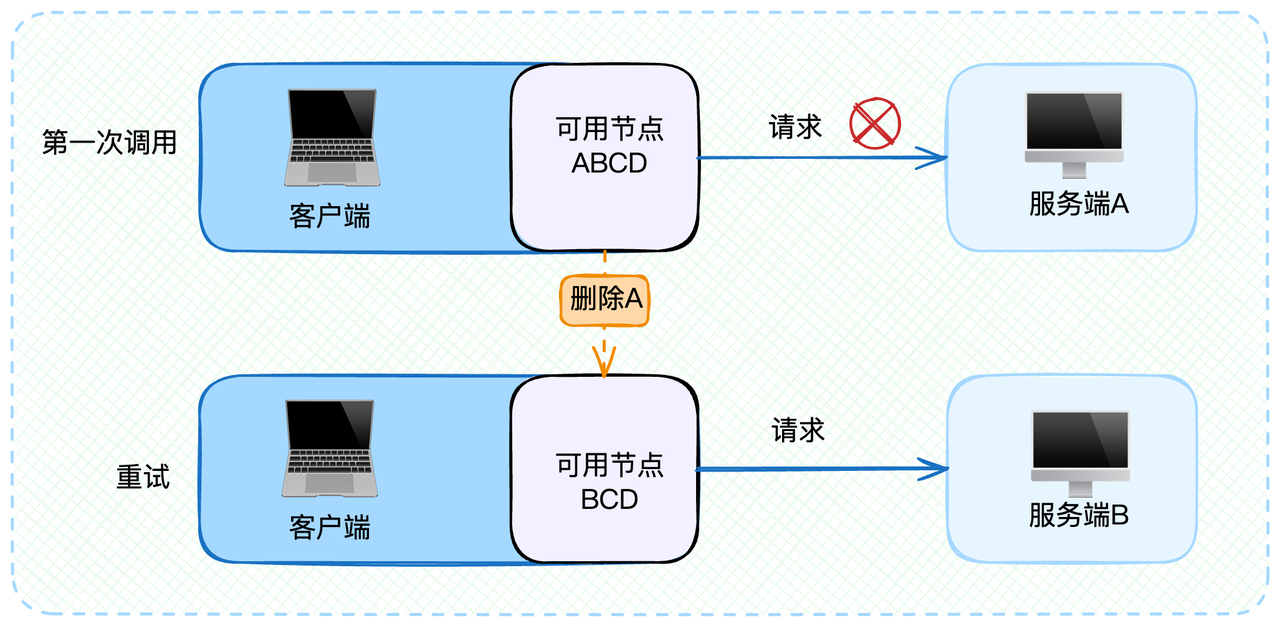 第一次调用
客户端
可用节点
ABCD
请求
服务端A
删除A
重试
客户端
可用节点
BCD
请求
服务端B